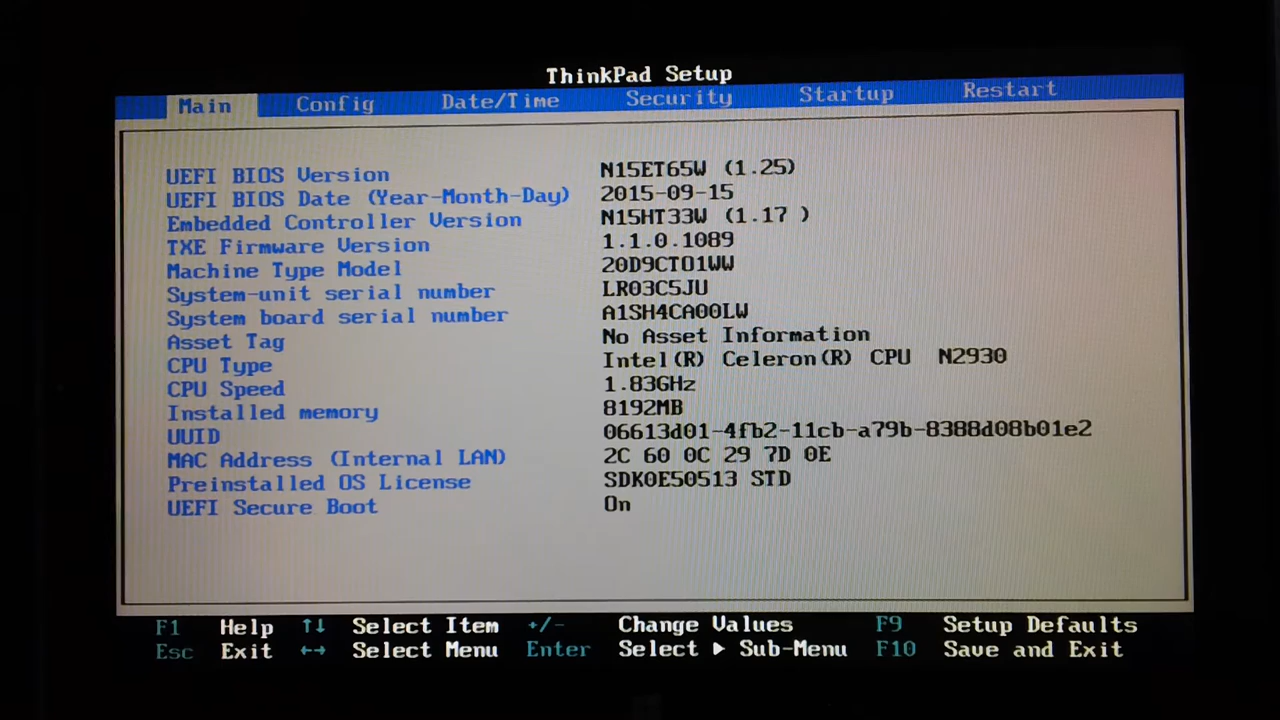 ThinkPad Setup
Main Config Date/Time Security Startup Restart
UEFI BIOS Version N15ET65W (1.25)
UEFI BIOS Date (Year-Month-Day) 2015-09-15
Embedded Controller Version N15HT33W (1.17 )
TXE Firmware Version 1.1.0.1089
Machine Type Model 20D9CTO1WW
System-unit serial number LR03C5JU
System board serial number A1SH4CA00LW
Asset Tag No Asset Information
CPU Type Intel(R) Celeron(R) CPU N2930
CPU Speed 1.83GHz
Installed memory 8192MB
UUID 06613d01-4fb2-11cb-a79b-8388d08b01e2
MAC Address (Internal LAN) 2C 60 0C 29 7D 0E
Preinstalled OS License SDK0E50513 STD
UEFI Secure Boot On
F1 Help ↑↓ Select Item +/- Change Values F9 Setup Defaults
Esc Exit ←→ Select Menu Enter Select ▶ Sub-Menu F10 Save and Exit